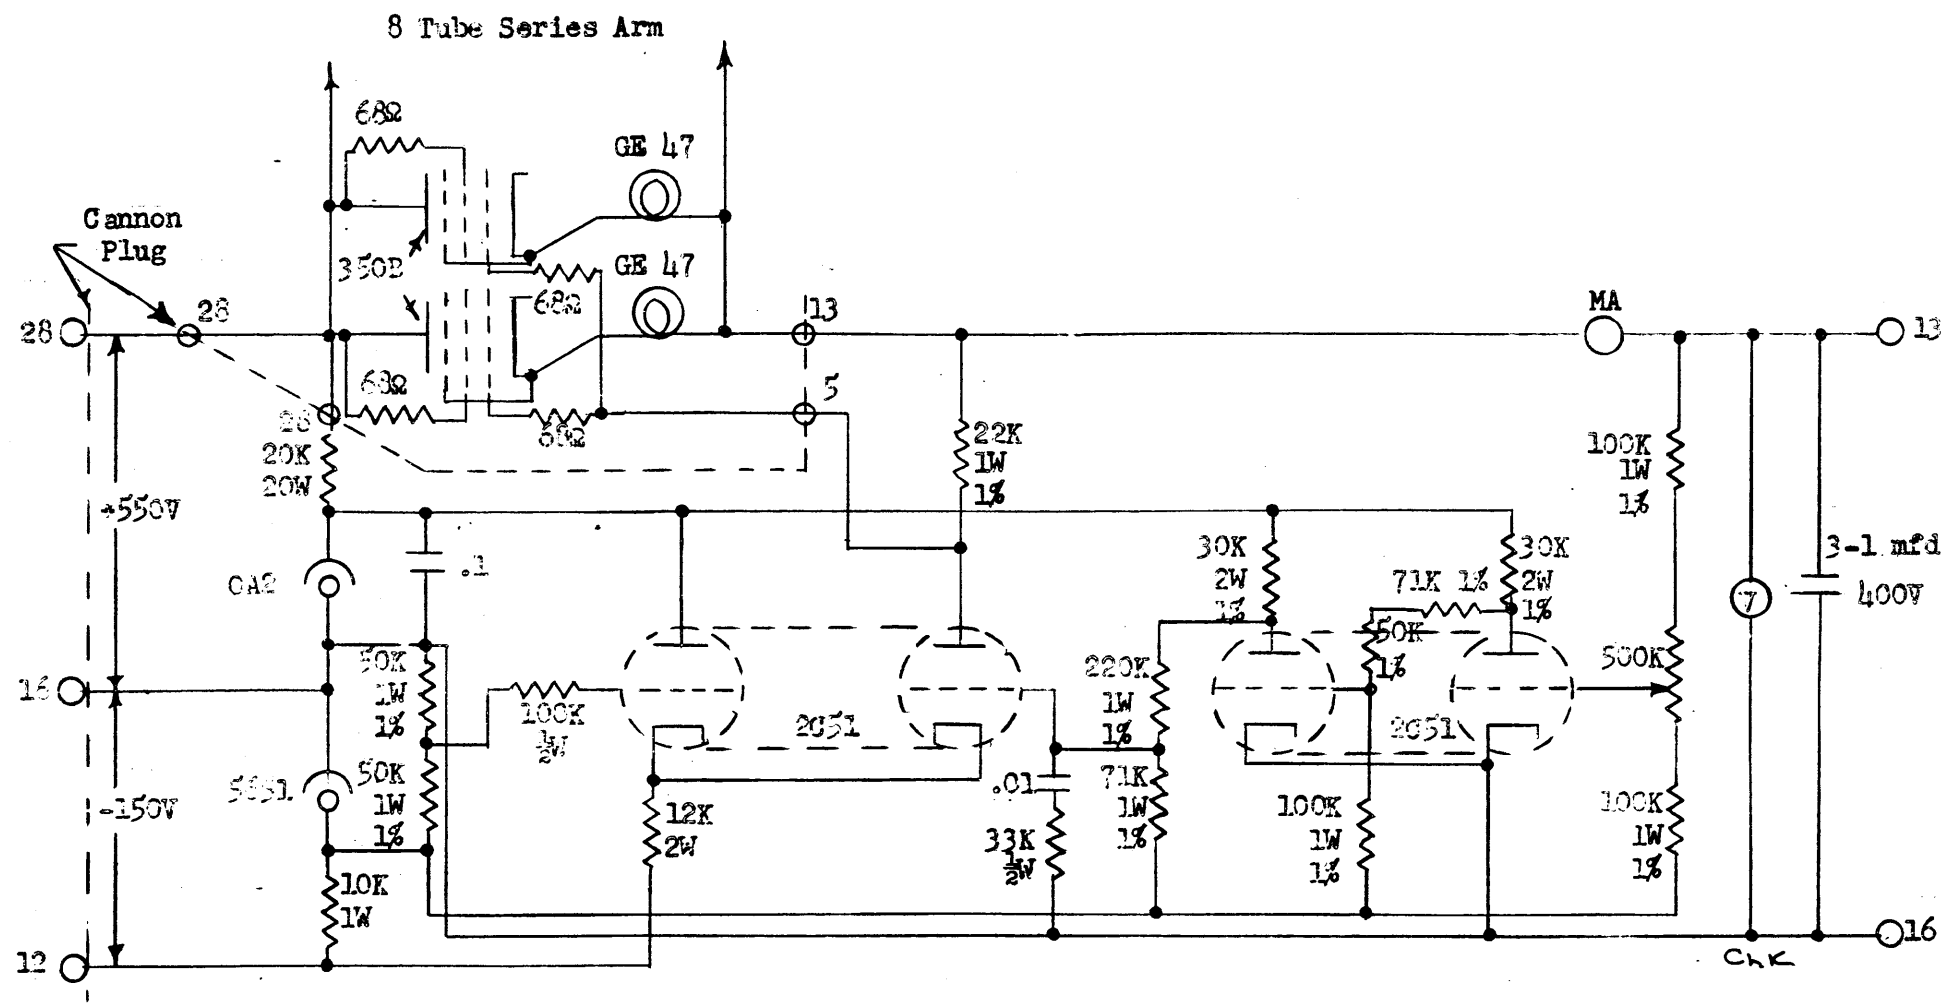 8 Tube Series Arm
68Ω
GE 47
Cannon
Plug
350B
GE 47
68Ω
28
28
13
MA
13
68Ω
5
28
68Ω
20K
20W
22K
1W
1%
100K
1W
1%
+550V
0A2
.1
30K
2W
1%
71K 1%
30K
2W
1%
3-1 mfd
400V
7
50K
1%
50K
1W
1%
16
100K
½W
2C51
220K
1W
1%
2C51
500K
-150V
5651
50K
1W
1%
12K
2W
.01
33K
½W
71K
1W
1%
100K
1W
1%
100K
1W
1%
10K
1W
12
16
ChK